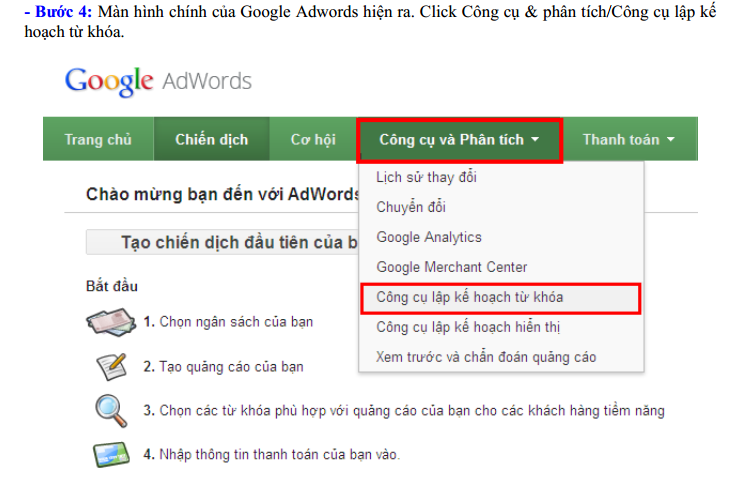 - Bước 4: Màn hình chính của Google Adwords hiện ra. Click Công cụ & phân tích/Công cụ lập kế
hoạch từ khóa.
Google AdWords
Trang chủ Chiến dịch Cơ hội Công cụ và Phân tích Thanh toán
Lịch sử thay đổi
Chào mừng bạn đến với AdWords
Chuyển đổi
Tạo chiến dịch đầu tiên của b
Google Analytics
Google Merchant Center
Bắt đầu
Công cụ lập kế hoạch từ khóa
1. Chọn ngân sách của bạn
Công cụ lập kế hoạch hiển thị
Xem trước và chẩn đoán quảng cáo
2. Tạo quảng cáo của bạn
3. Chọn các từ khóa phù hợp với quảng cáo của bạn cho các khách hàng tiềm năng
4. Nhập thông tin thanh toán của bạn vào.